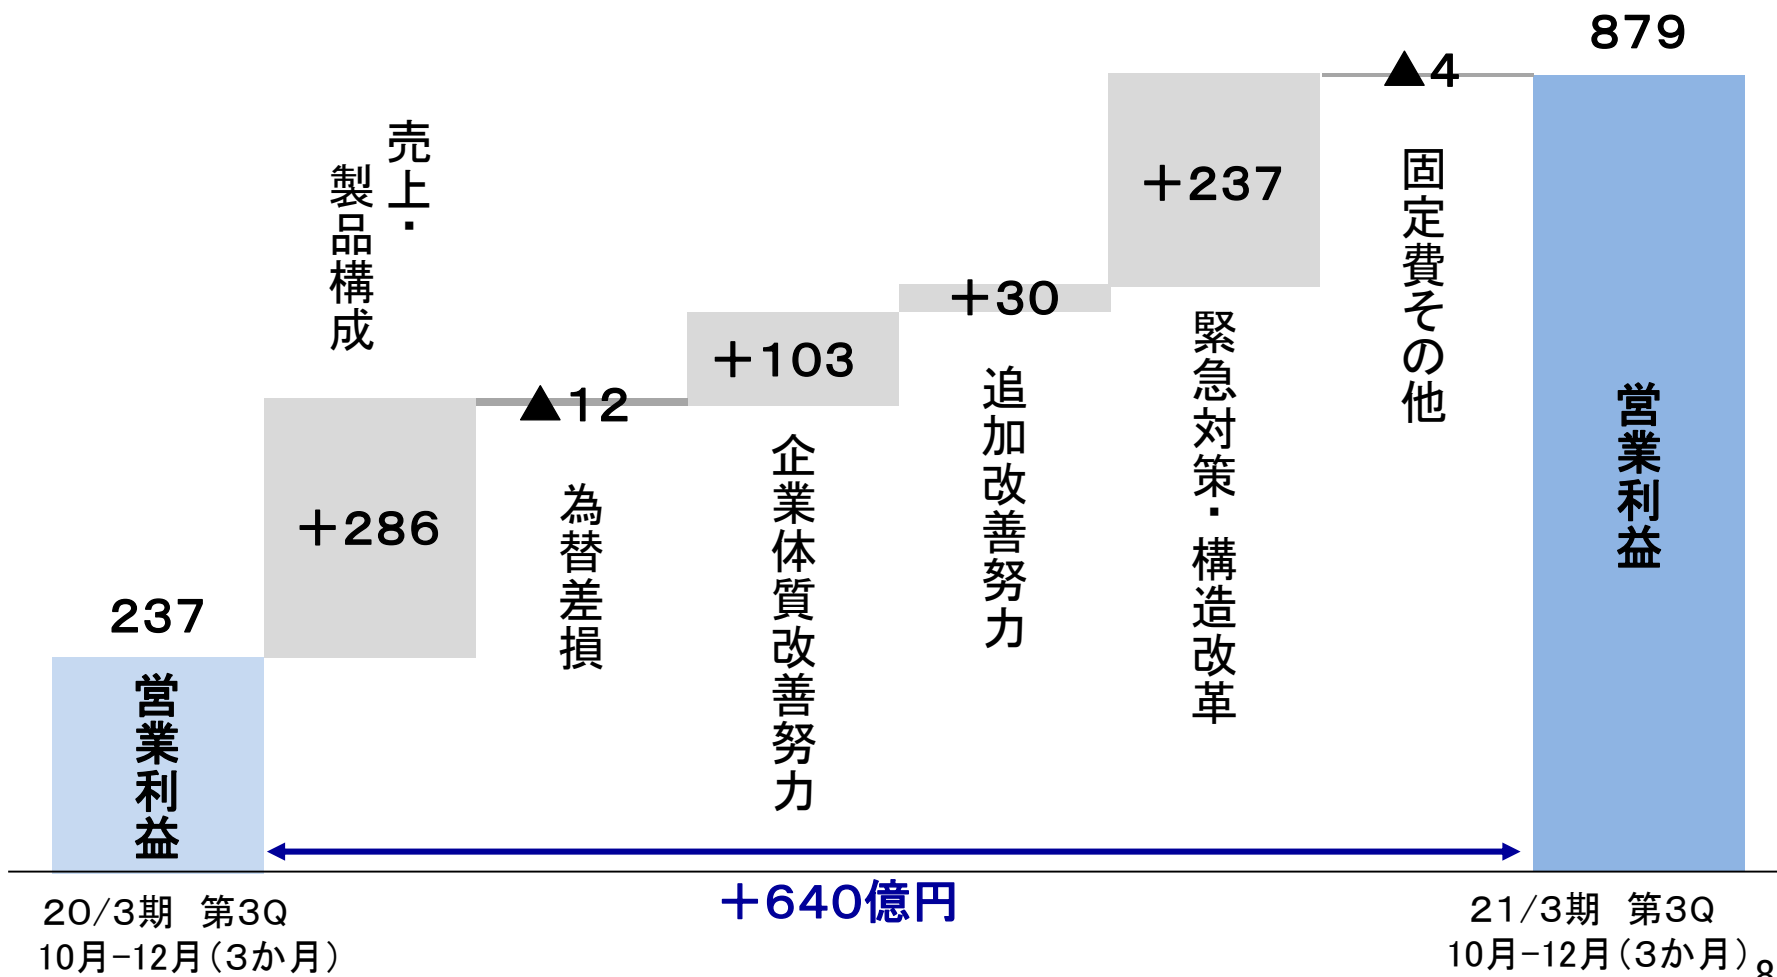 237
営業利益
売上・
製品構成
＋286
▲12
為替差損
＋103
企業体質改善努力
＋30
追加改善努力
＋237
緊急対策・構造改革
▲4
固定費その他
879
営業利益
＋640億円
20/3期 第3Q
10月-12月(3か月)
21/3期 第3Q
10月-12月(3か月)
8